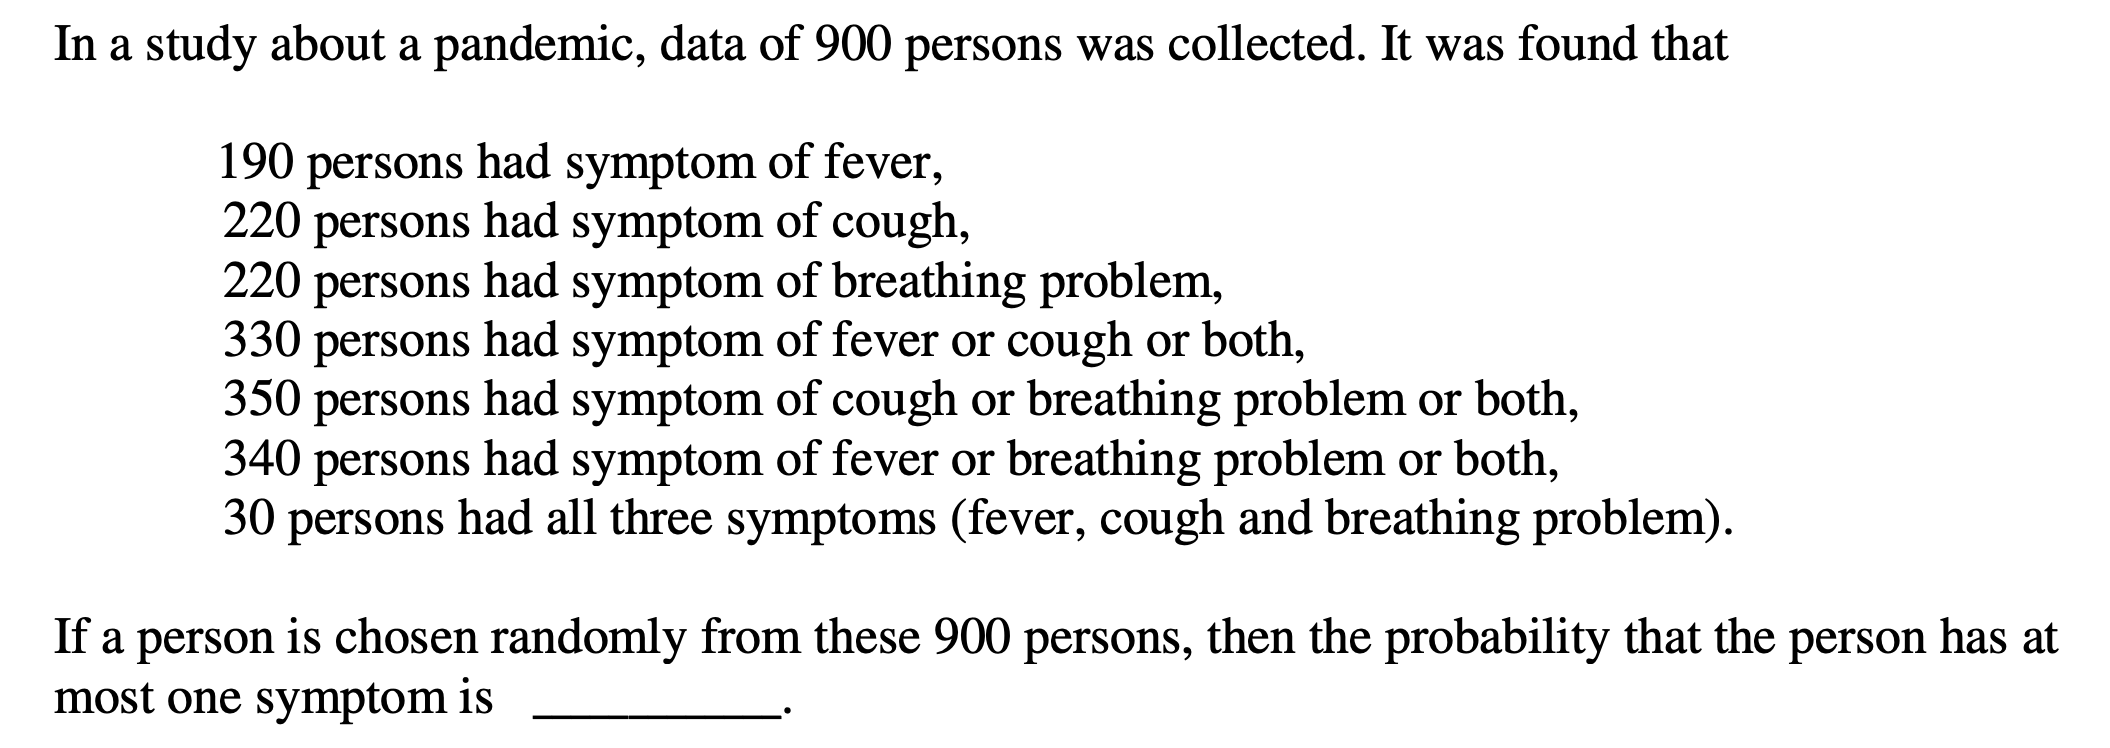 In a study about a pandemic, data of 900 persons was collected. It was found that
190 persons had symptom of fever,
220 persons had symptom of cough,
220 persons had symptom of breathing problem,
330 persons had symptom of fever or cough or both,
350 persons had symptom of cough or breathing problem or both,
340 persons had symptom of fever or breathing problem or both,
30 persons had all three symptoms (fever, cough and breathing problem).
If a person is chosen randomly from these 900 persons, then the probability that the person has at
most one symptom is __________.